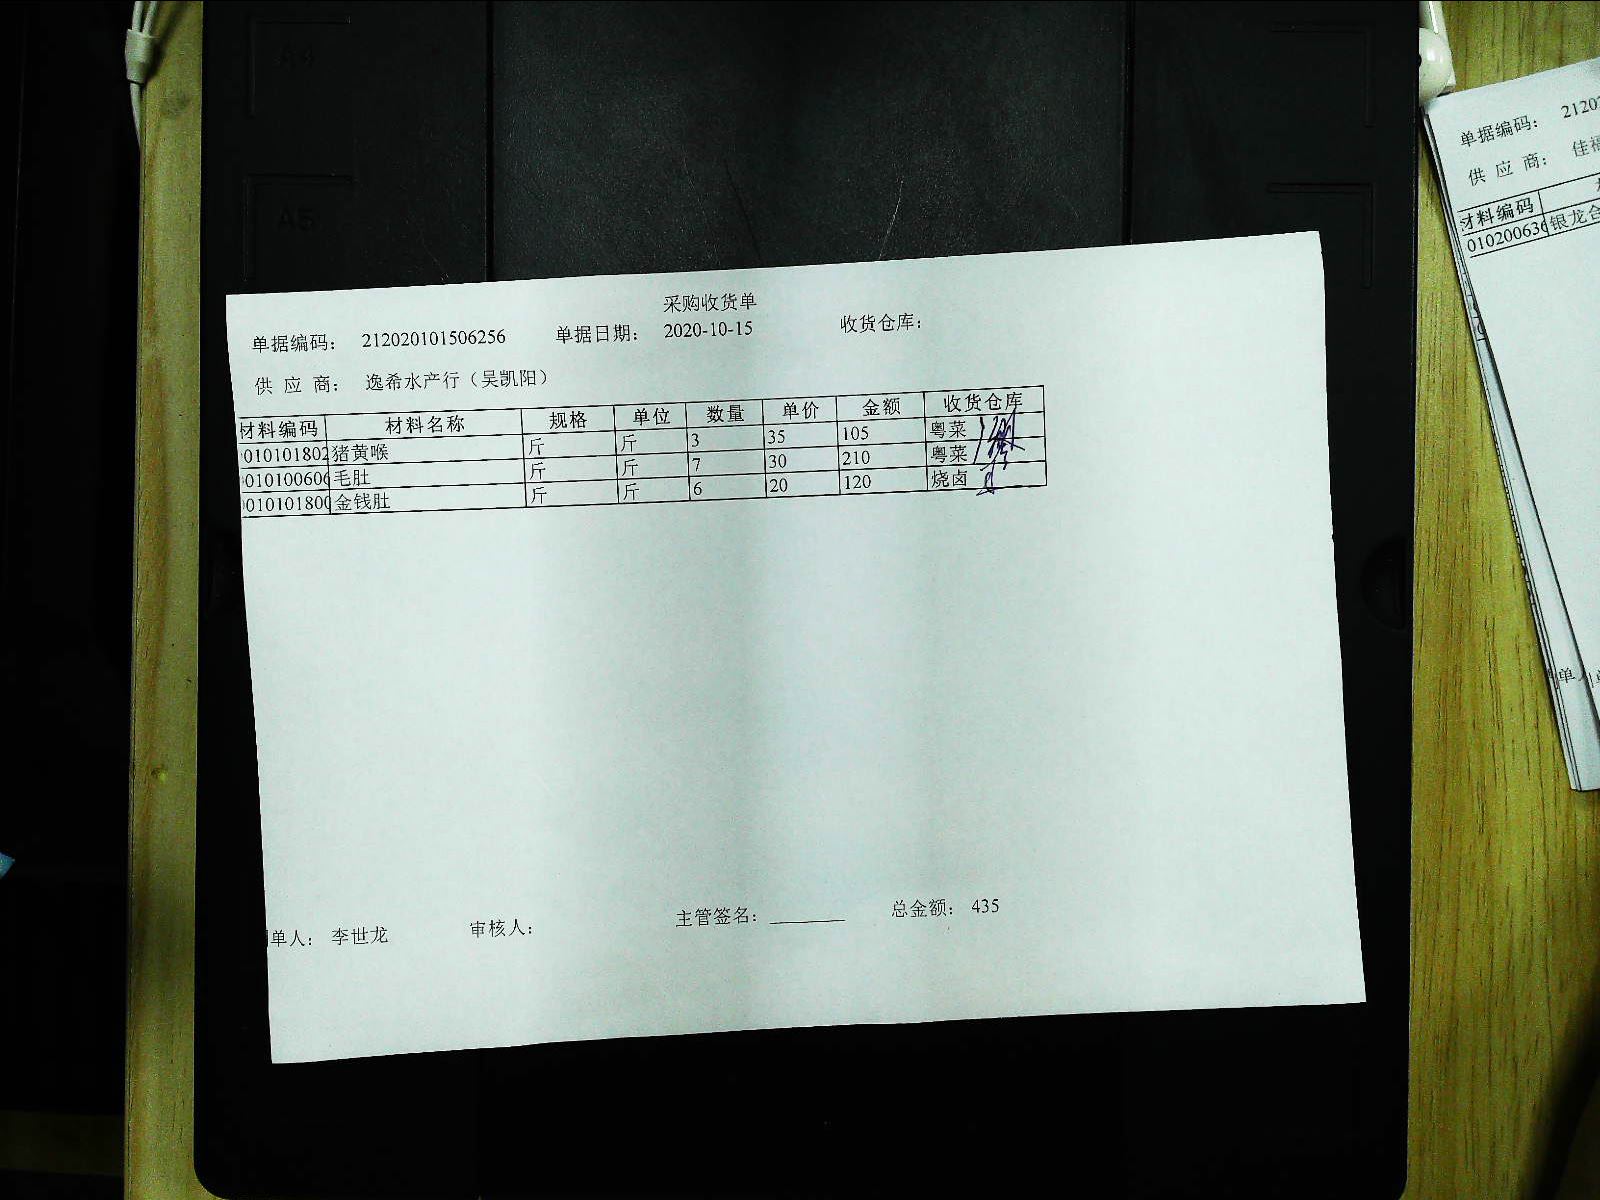 采购收货单
单据编码： 212020101506256 单据日期： 2020-10-15 收货仓库：
供 应 商： 逸希水产行（吴凯阳）
材料编码 材料名称 规格 单位 数量 单价 金额 收货仓库
010101802 猪黄喉 斤 斤 3 35 105 粤菜
010100606 毛肚 斤 斤 7 30 210 粤菜
010101800 金钱肚 斤 斤 6 20 120 烧卤
单人： 李世龙 审核人： 主管签名： 总金额： 435
单据编码： 2120
供 应 商： 佳福
材料编码
01020063 银龙合
A4
A5